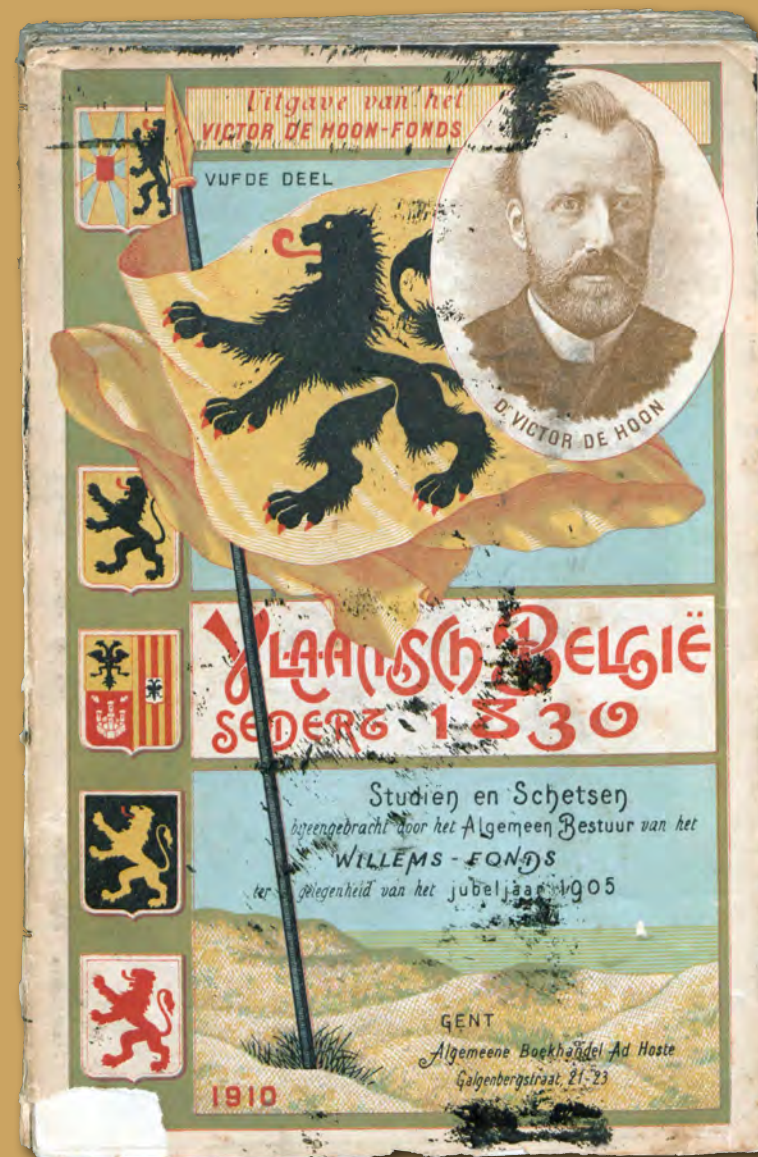 Uitgave van het
VICTOR DE HOON-FONDS
VIJFDE DEEL
Dr VICTOR DE HOON
VLAAMSCH BELGIË
SEDERT 1830
Studiën en Schetsen
bijeengebracht door het Algemeen Bestuur van het
WILLEMS-FONDS
ter gelegenheid van het jubeljaar 1905
GENT
Algemeene Boekhandel Ad Hoste
Galgenbergstraat, 21-23
1910